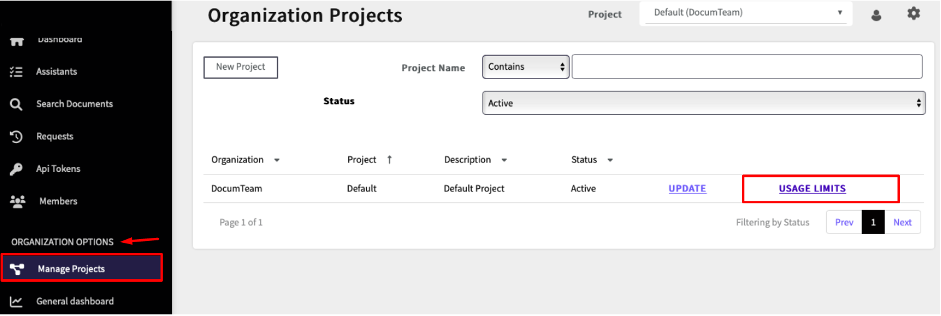 Organization Projects
Project
Default (DocumTeam)
Dashboard
Assistants
Search Documents
Requests
Api Tokens
Members
ORGANIZATION OPTIONS
Manage Projects
General dashboard
New Project
Project Name
Contains
Status
Active
Organization Project ↑ Description Status
DocumTeam Default Default Project Active UPDATE USAGE LIMITS
Page 1 of 1 Filtering by Status Prev 1 Next